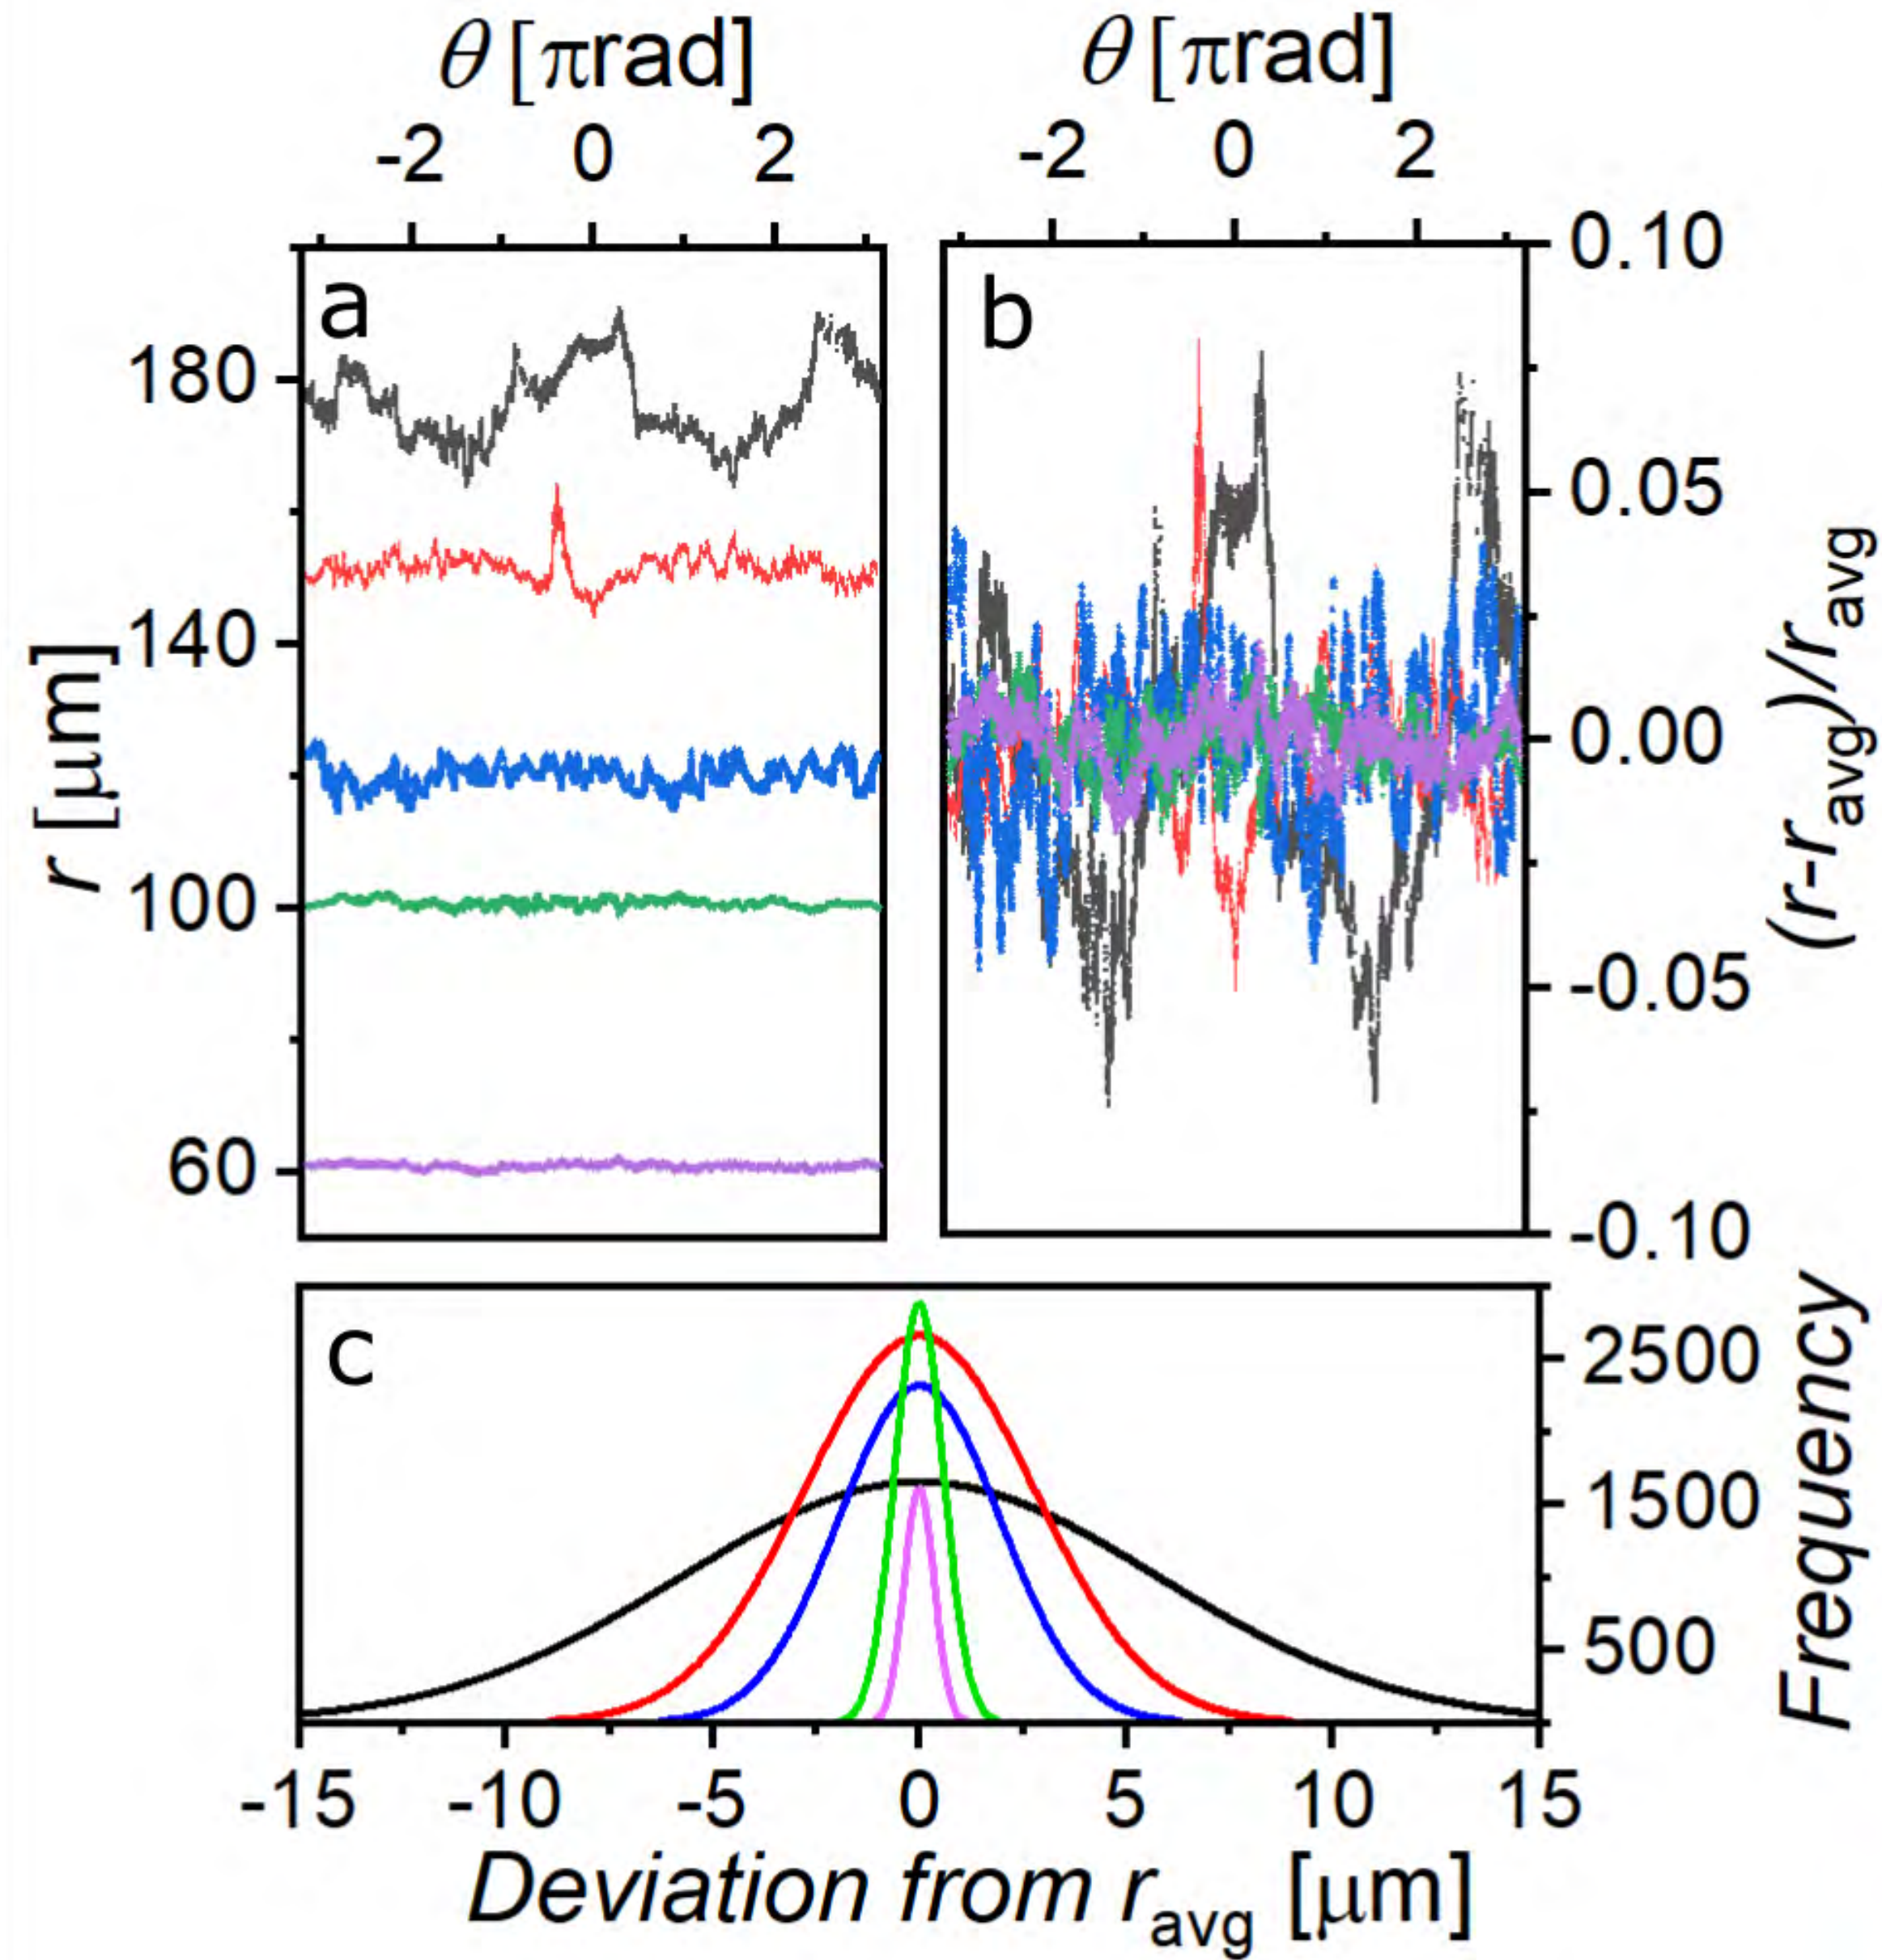 θ [πrad] θ [πrad]
-2 0 2 -2 0 2
a b
0.10
180
0.05
140
0.00
100
-0.05
60
-0.10
r [μm]
(r-ravg)/ravg
c
2500
1500
500
Frequency
-15 -10 -5 0 5 10 15
Deviation from ravg [μm]